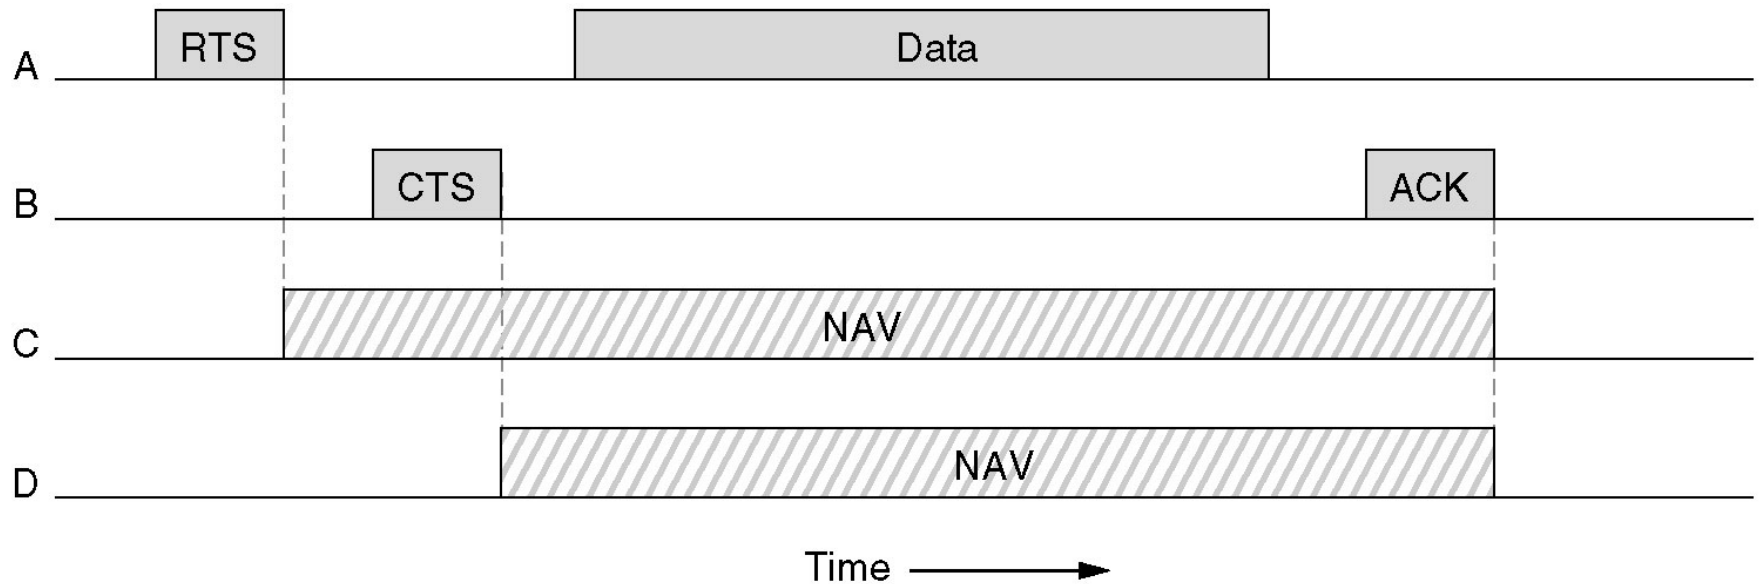 A RTS Data
B CTS ACK
C NAV
D NAV
Time